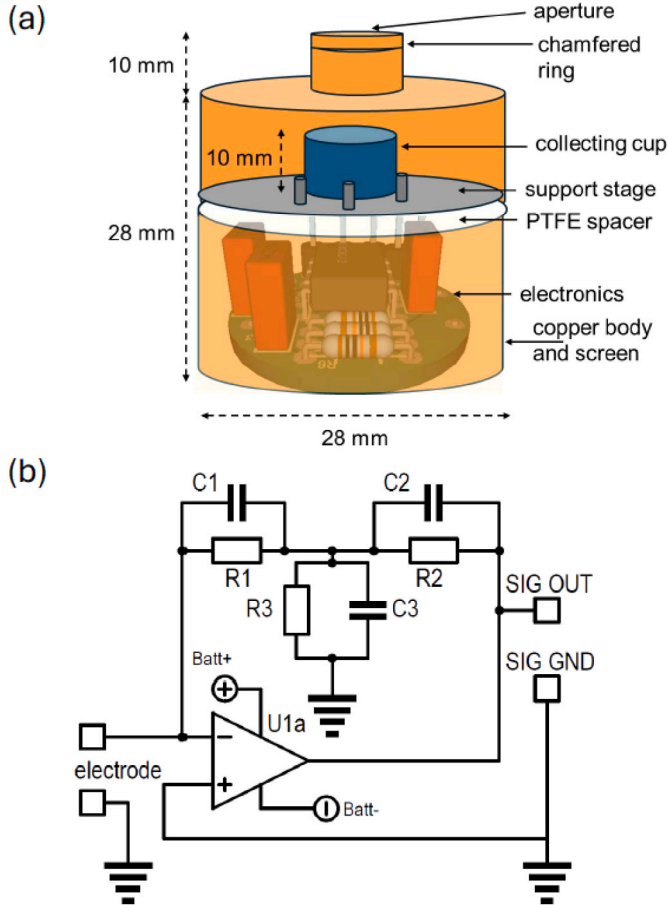 (a)
aperture
chamfered
ring
10 mm
10 mm
collecting cup
support stage
PTFE spacer
28 mm
electronics
copper body
and screen
28 mm
(b)
C1
C2
R1
R2
R3
C3
SIG OUT
SIG GND
Batt+
U1a
electrode
Batt-